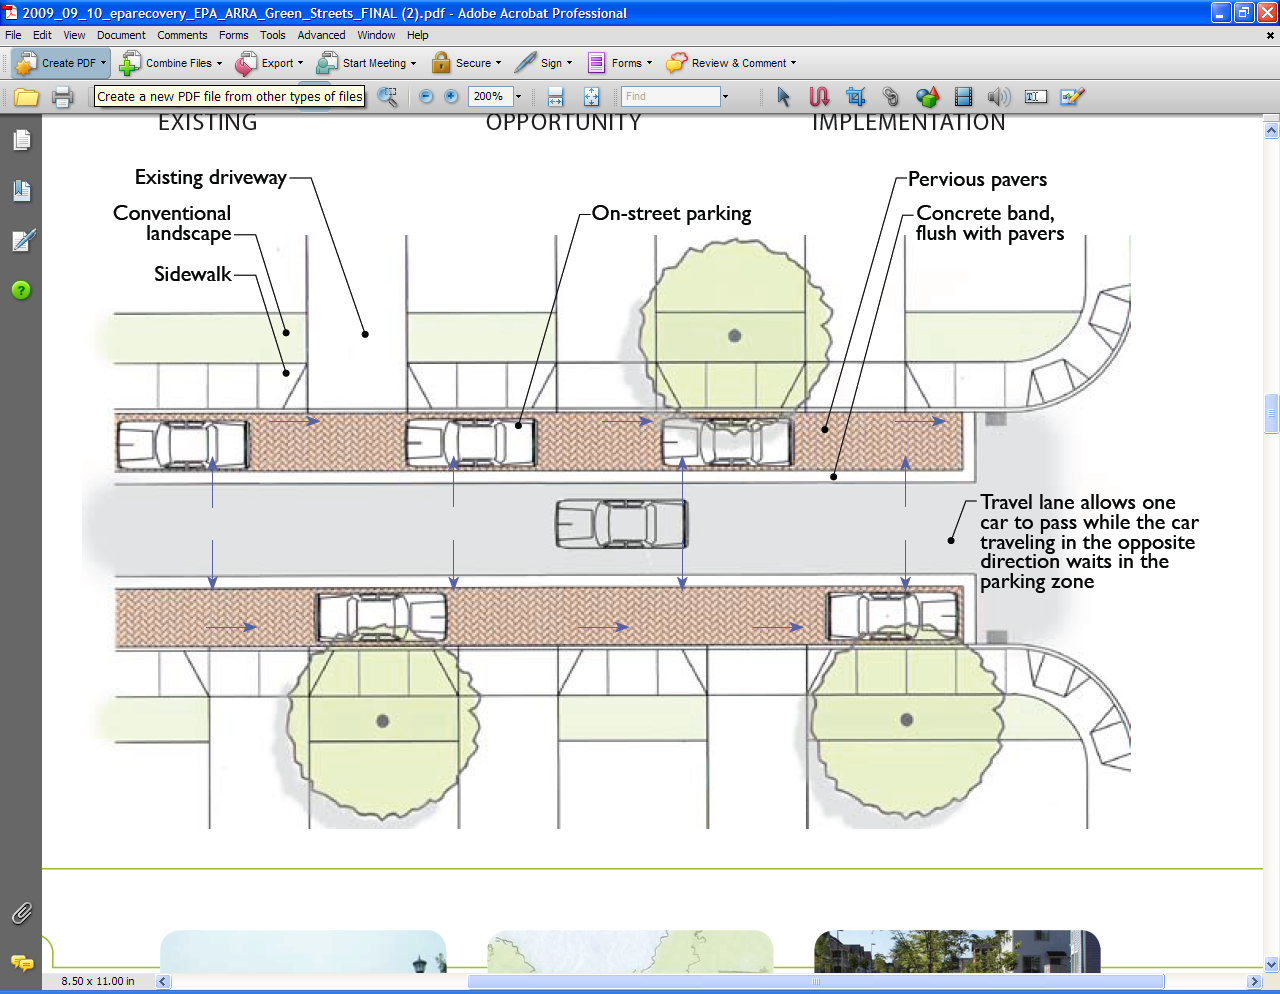 2009_09_10_eparecovery_EPA_ARRA_Green_Streets_FINAL (2).pdf - Adobe Acrobat Professional
File Edit View Document Comments Forms Tools Advanced Window Help
Create PDF Combine Files Export Start Meeting Secure Sign Forms Review & Comment
Create a new PDF file from other types of files 200% Find
EXISTING OPPORTUNITY IMPLEMENTATION
Existing driveway
Conventional
landscape
Sidewalk
On-street parking
Pervious pavers
Concrete band,
flush with pavers
Travel lane allows one
car to pass while the car
traveling in the opposite
direction waits in the
parking zone
8.50 x 11.00 in